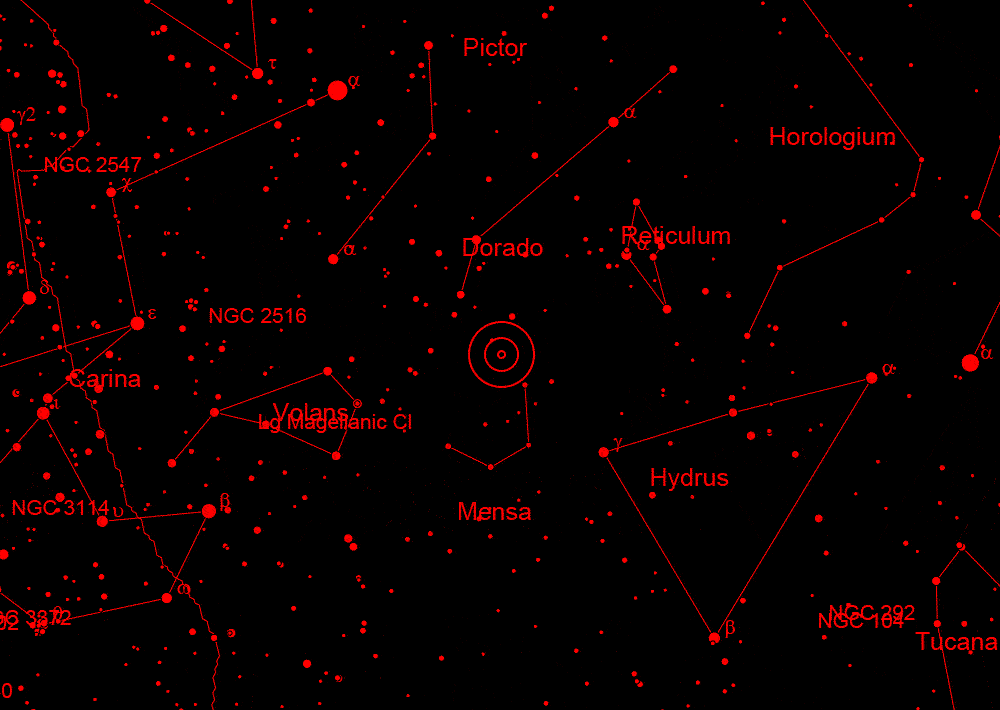 Pictor
τ
α
γ2
α
Horologium
NGC 2547
χ
Reticulum
α
Dorado
α
δ
ε
NGC 2516
α
α
Carina
ι
Volans
Lg Magellanic Cl
γ
Hydrus
β
NGC 3114
υ
Mensa
ω
NGC 292
NGC 104
θ
3372
β
Tucana